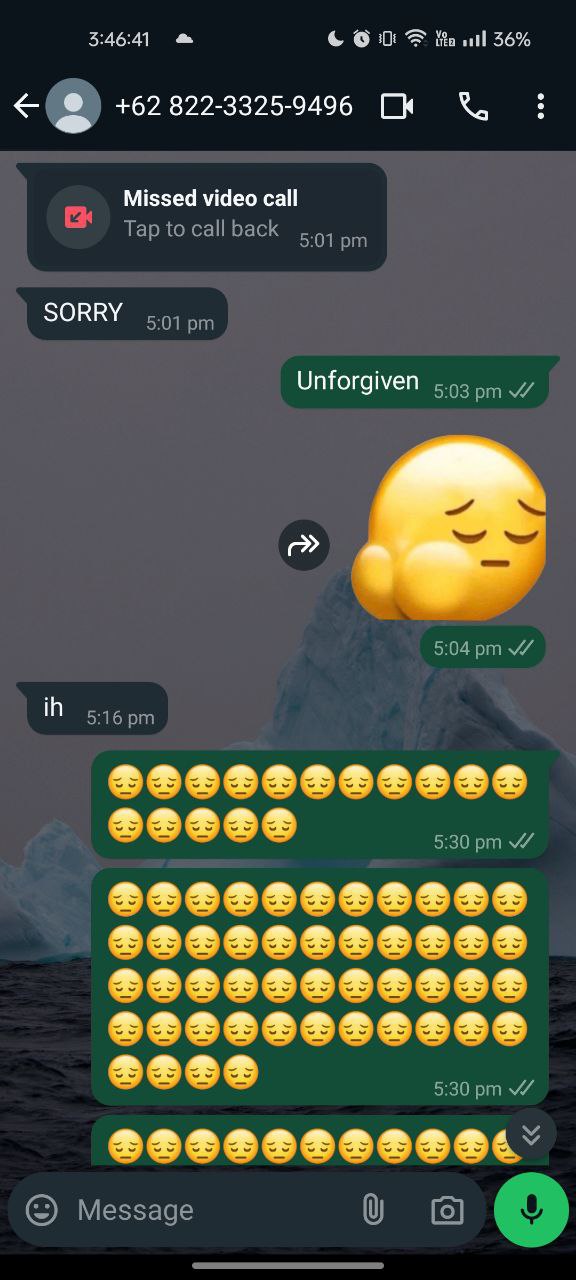 3:46:41
Vo
LTE2
36%
+62 822-3325-9496
Missed video call
Tap to call back 5:01 pm
SORRY 5:01 pm
Unforgiven 5:03 pm
5:04 pm
ih 5:16 pm
😔😔😔😔😔😔😔😔😔😔😔
😔😔😔😔😔
5:30 pm
😔😔😔😔😔😔😔😔😔😔😔
😔😔😔😔😔😔😔😔😔😔😔
😔😔😔😔😔😔😔😔😔😔😔
😔😔😔😔😔😔😔😔😔😔😔
😔😔😔😔
5:30 pm
😔😔😔😔😔😔😔😔😔😔😔
Message